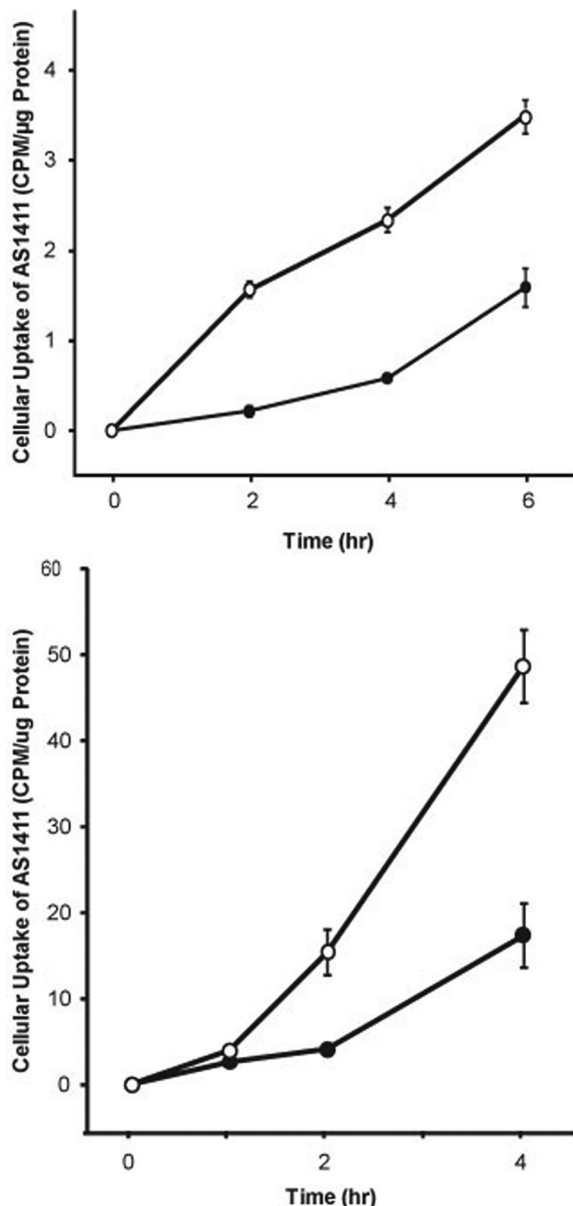 Cellular Uptake of AS1411 (CPM/μg Protein)
4
3
2
1
0
0 2 4 6
Time (hr)
Cellular Uptake of AS1411 (CPM/ug Protein)
60
50
40
30
20
10
0
0 2 4
Time (hr)